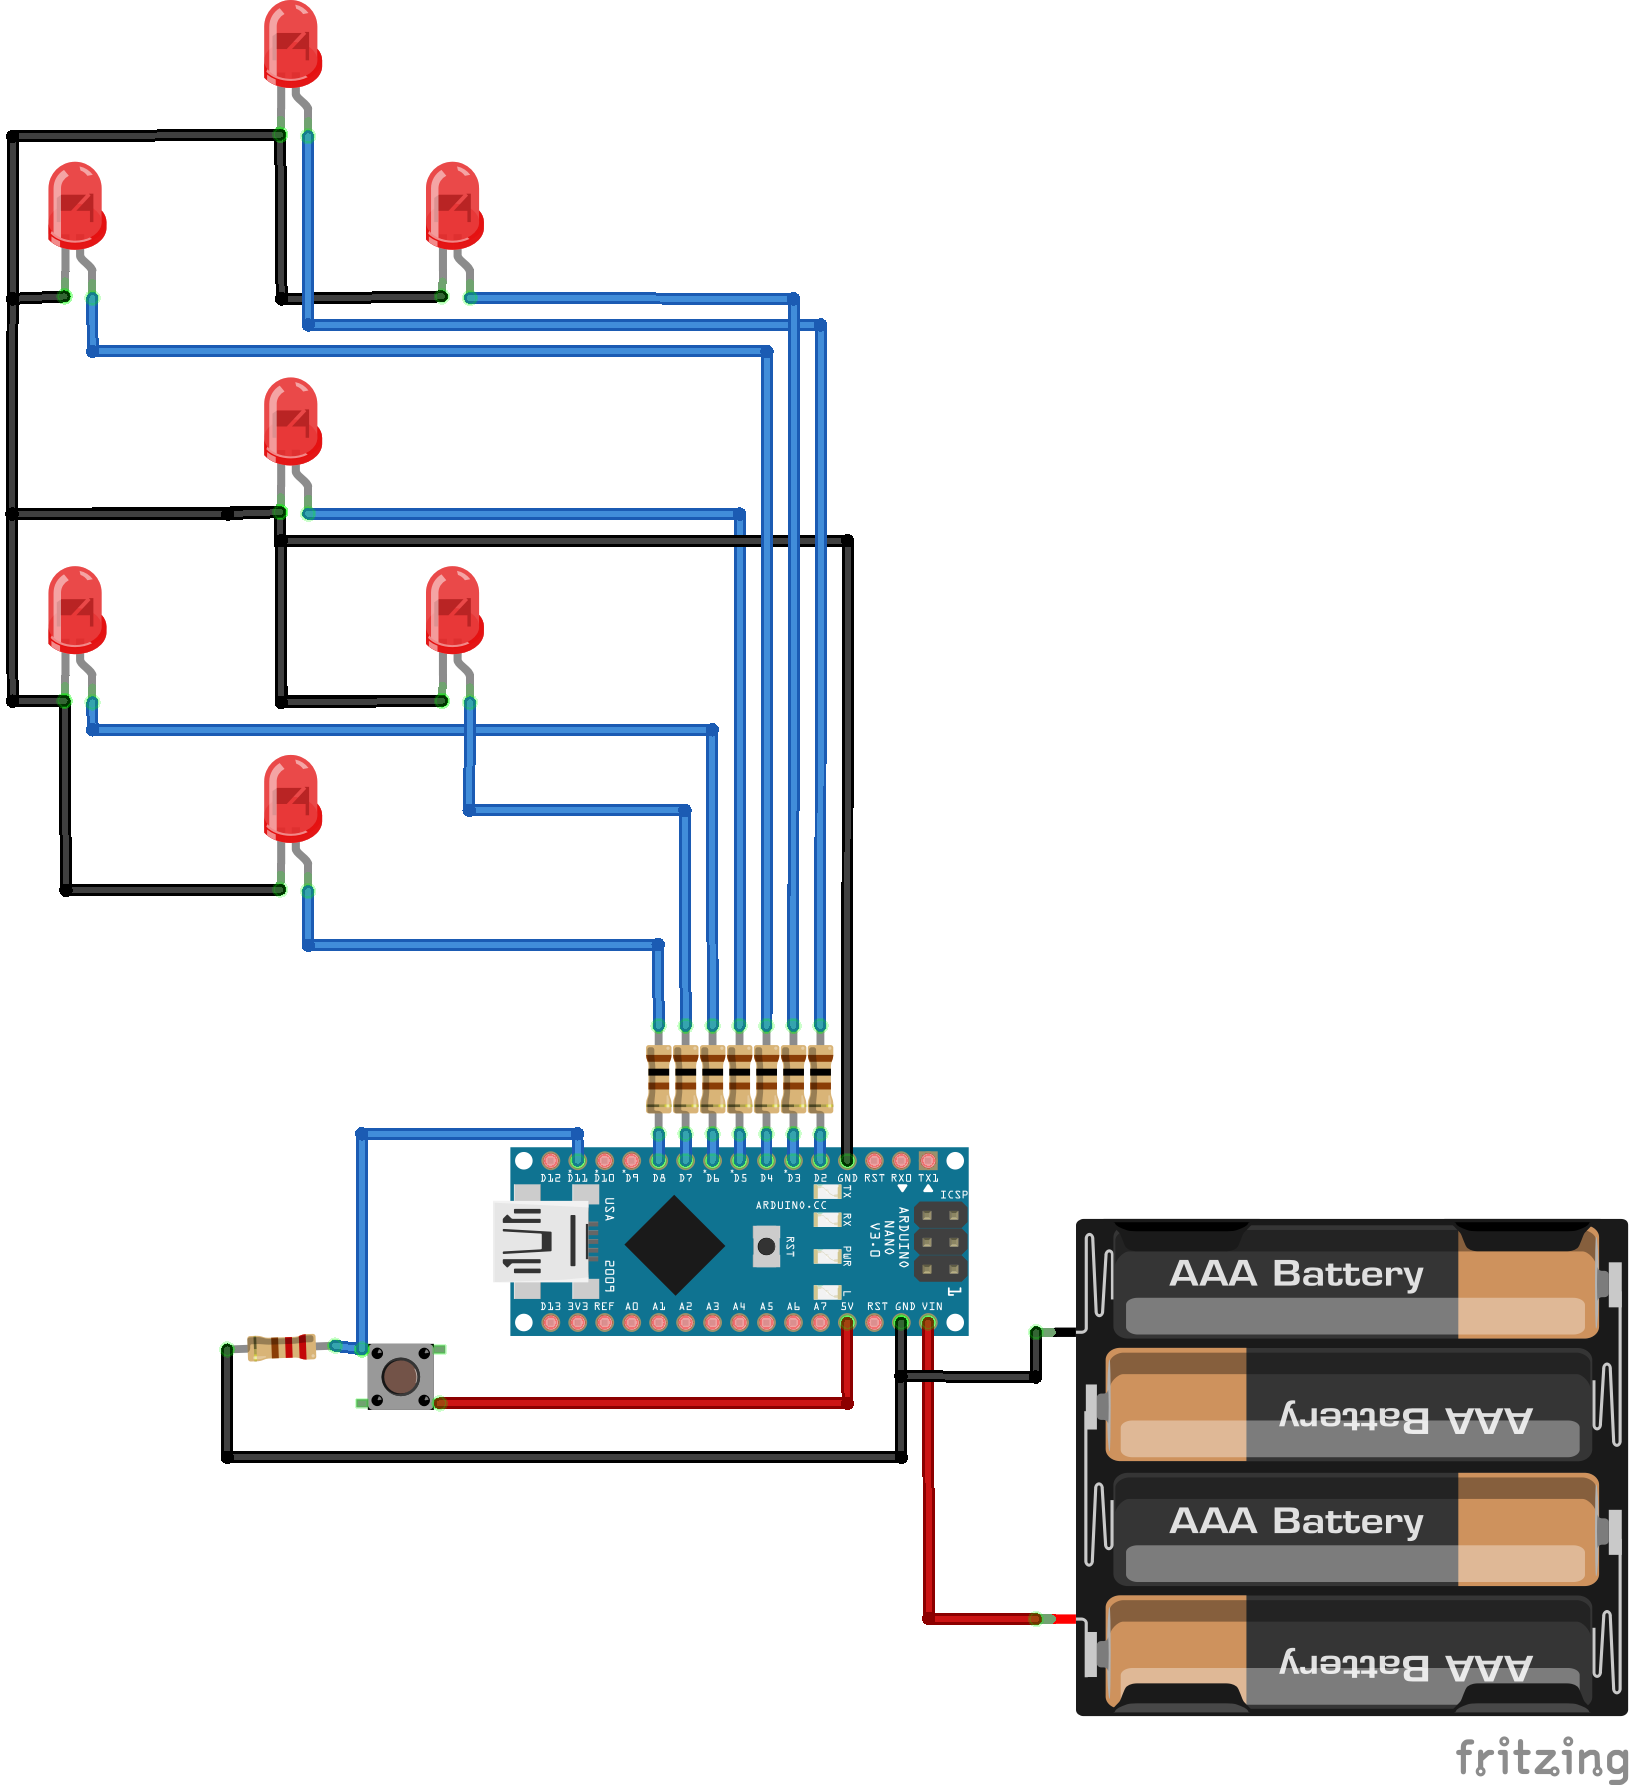 D12 D11 D10 D9 D8 D7 D6 D5 D4 D3 D2 GND RST RX0 TX1
ICSP
ARDUINO.CC
TX
RX
PWR
L
USA
2009
RST
ARDUINO
NANO
V3.0
1
D13 3V3 REF A0 A1 A2 A3 A4 A5 A6 A7 5V RST GND VIN
AAA Battery
AAA Battery
AAA Battery
AAA Battery
fritzing